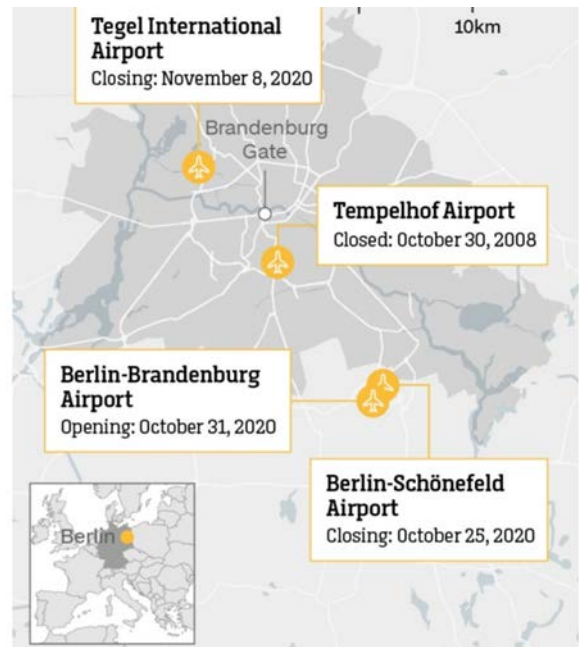 10km
Tegel International
Airport
Closing: November 8, 2020
Brandenburg
Gate
Tempelhof Airport
Closed: October 30, 2008
Berlin-Brandenburg
Airport
Opening: October 31, 2020
Berlin-Schönefeld
Airport
Closing: October 25, 2020
Berlin